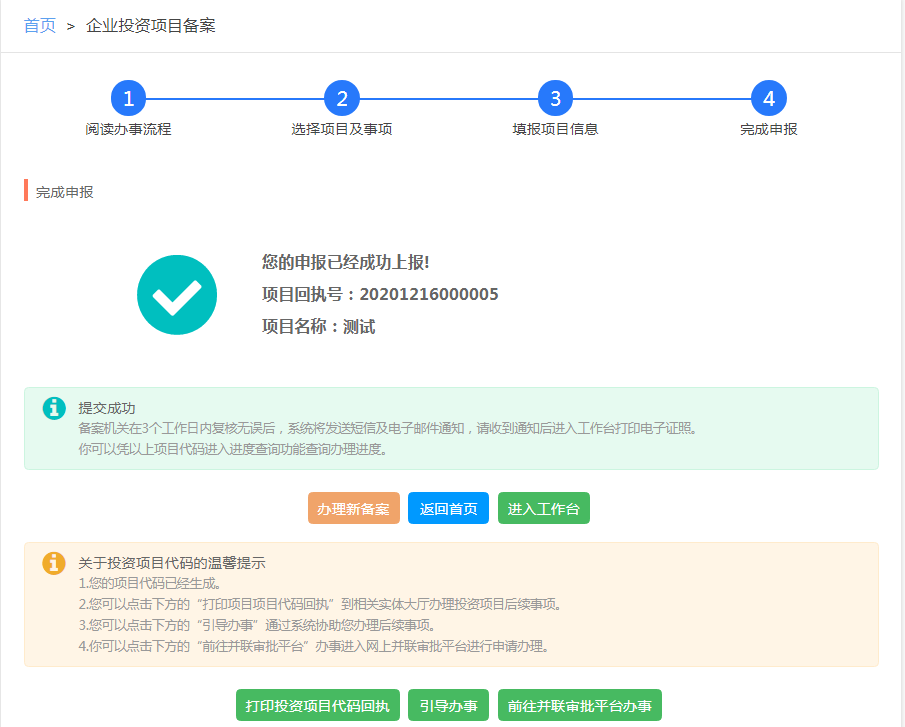 首页 > 企业投资项目备案
1 2 3 4
阅读办事流程 选择项目及事项 填报项目信息 完成申报
完成申报
您的申报已经成功上报!
项目回执号：20201216000005
项目名称：测试
提交成功
备案机关在3个工作日内复核无误后，系统将发送短信及电子邮件通知，请收到通知后进入工作台打印电子证照。
你可以凭以上项目代码进入进度查询功能查询办理进度。
办理新备案 返回首页 进入工作台
关于投资项目代码的温馨提示
1.您的项目代码已经生成。
2.您可以点击下方的“打印项目项目代码回执”到相关实体大厅办理投资项目后续事项。
3.您可以点击下方的“引导办事”通过系统协助您办理后续事项。
4.你可以点击下方的“前往并联审批平台”办事进入网上并联审批平台进行申请办理。
打印投资项目代码回执 引导办事 前往并联审批平台办事